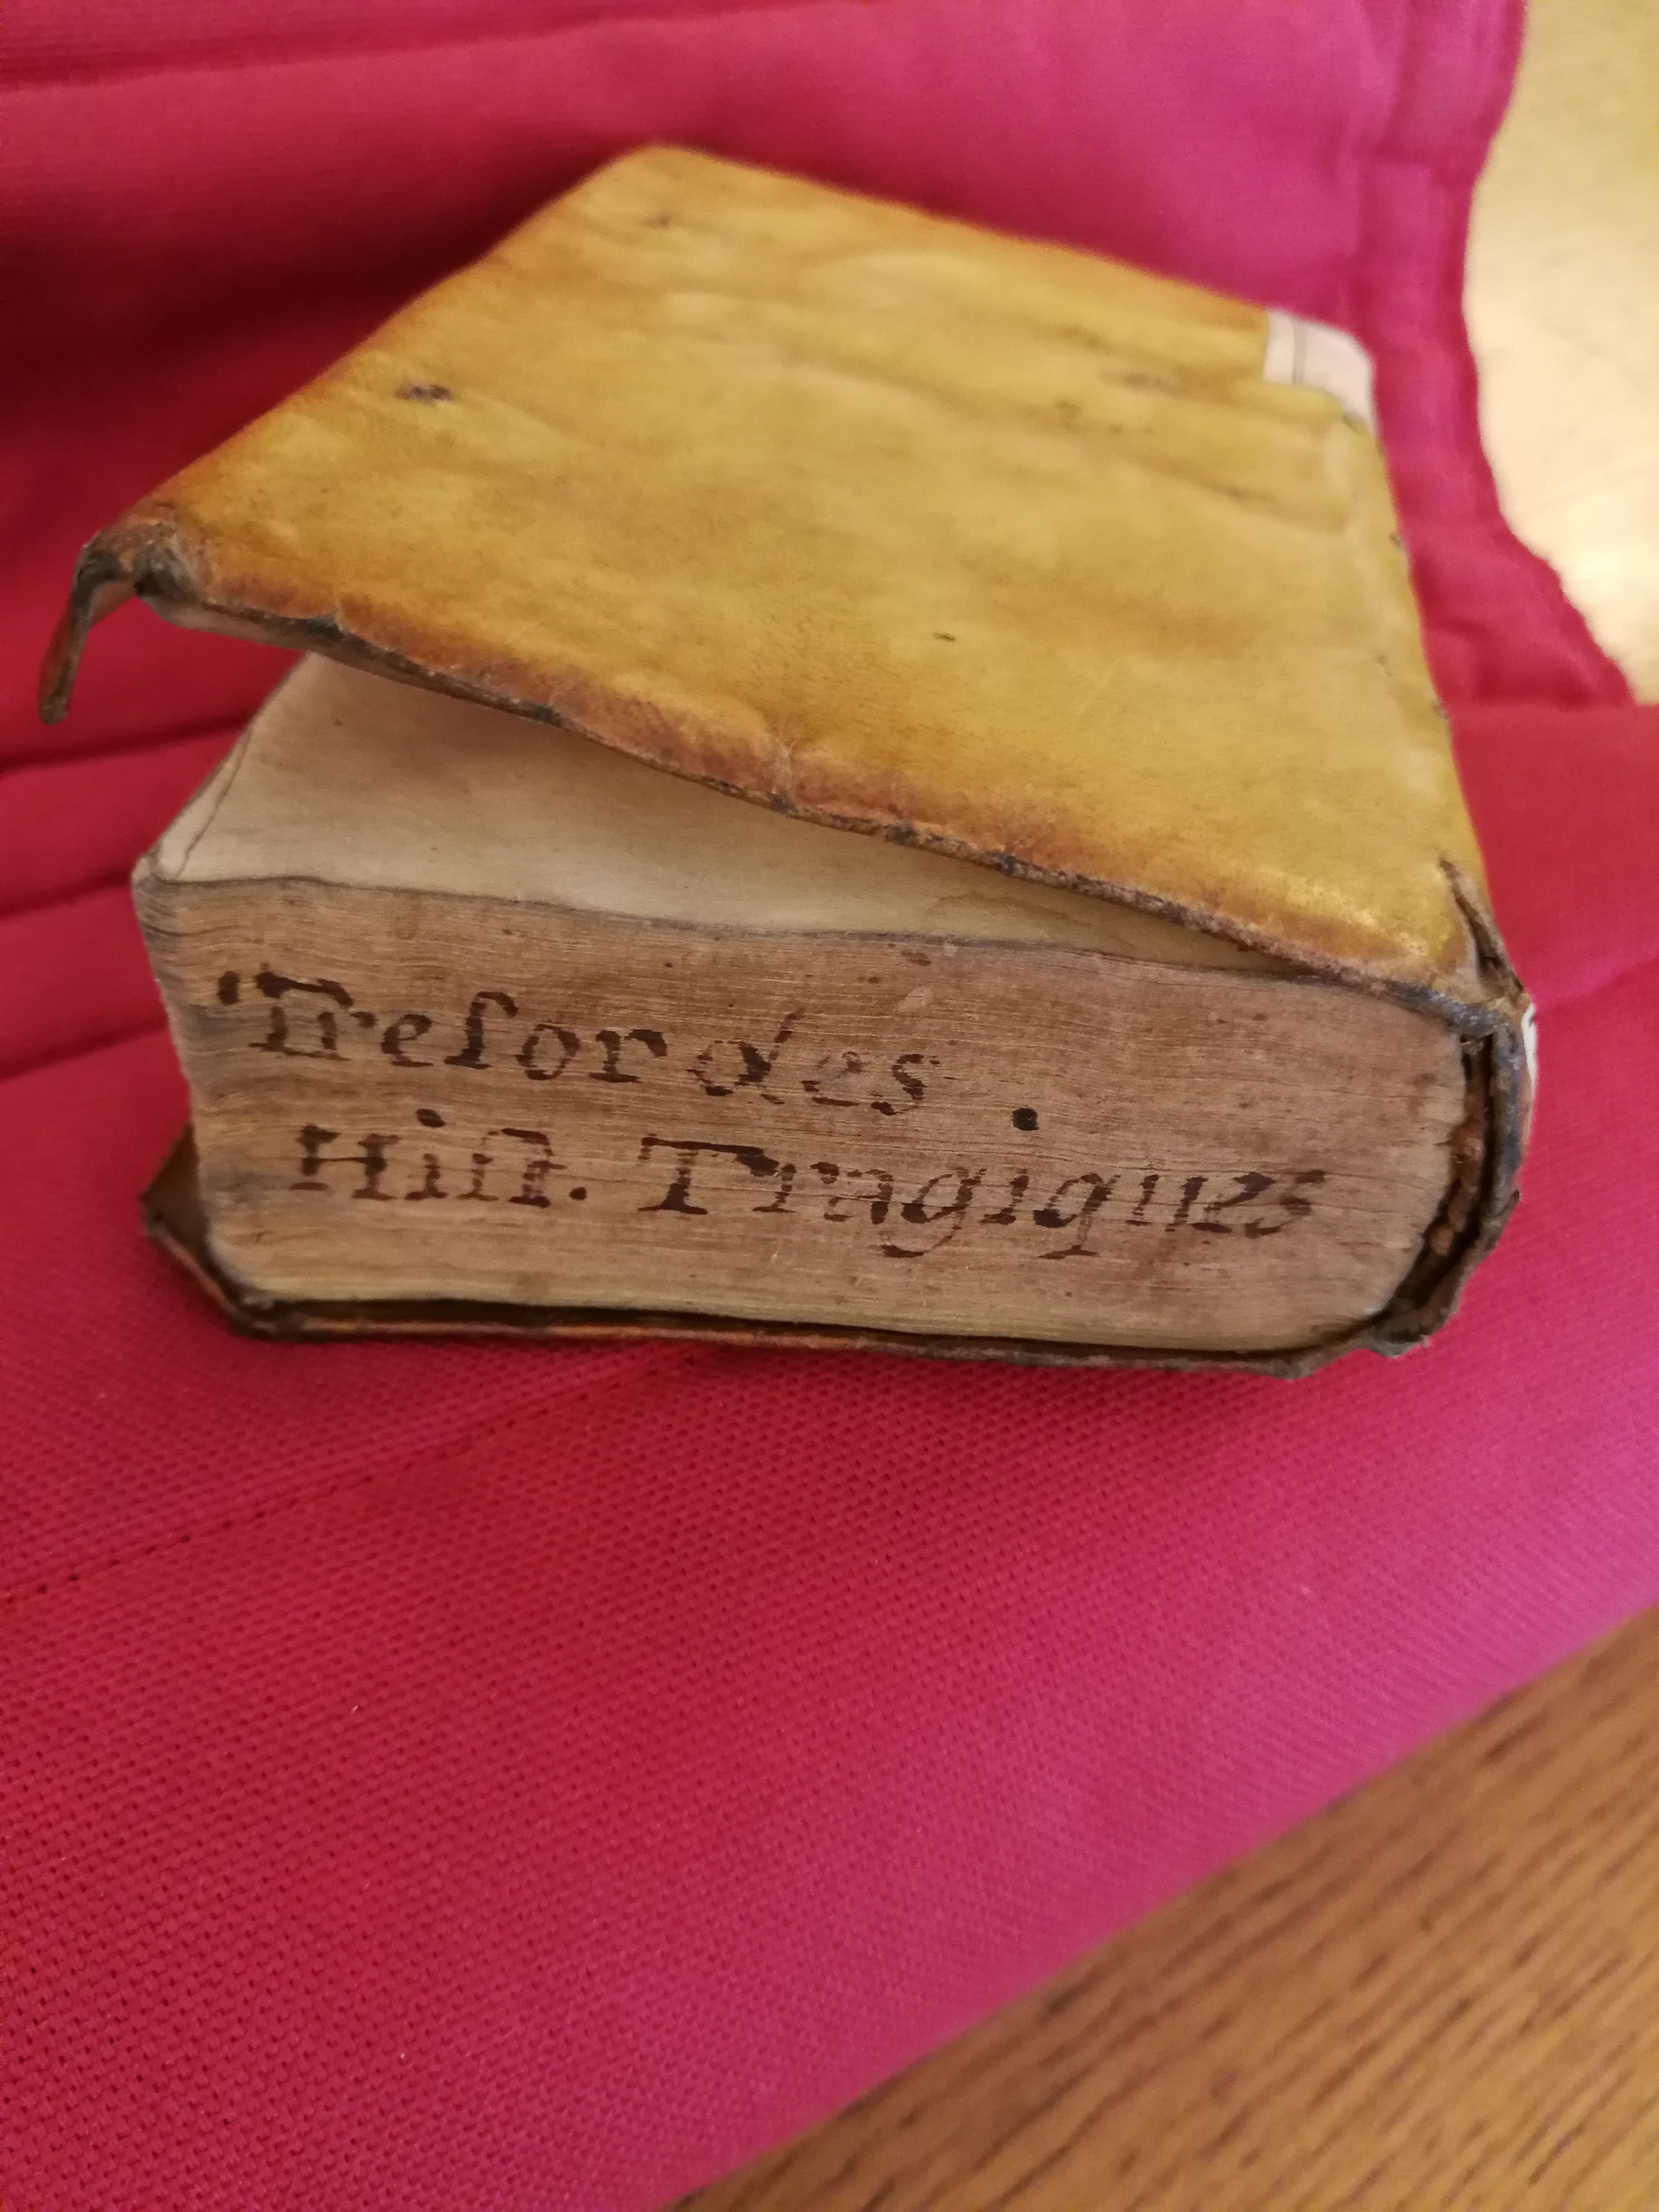 Treſor des .
Hiſt. Tragiques